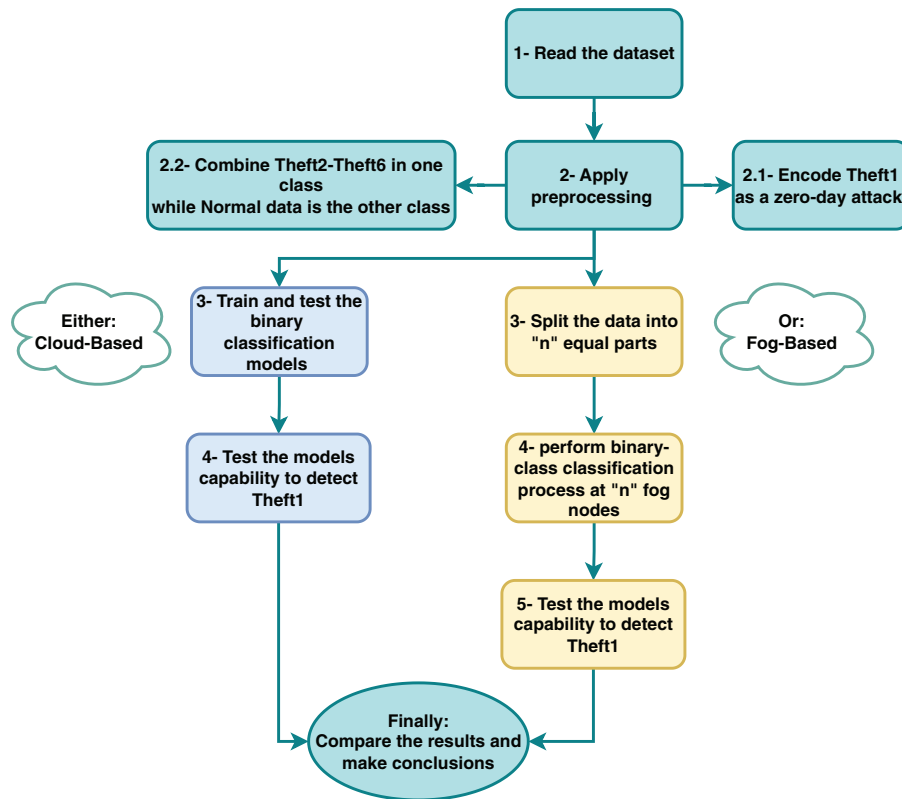 1- Read the dataset
2.2- Combine Theft2-Theft6 in one
class
while Normal data is the other class
2- Apply
preprocessing
2.1- Encode Theft1
as a zero-day attack
Either:
Cloud-Based
3- Train and test the
binary
classification
models
3- Split the data into
"n" equal parts
Or:
Fog-Based
4- Test the models
capability to detect
Theft1
4- perform binary-
class classification
process at "n" fog
nodes
5- Test the models
capability to detect
Theft1
Finally:
Compare the results and
make conclusions